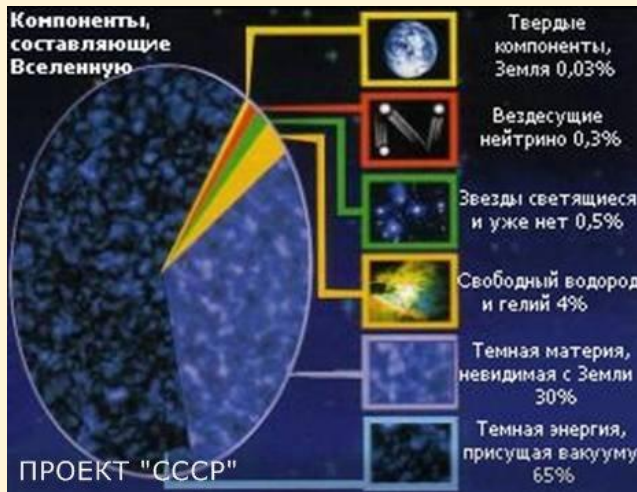 Компоненты,
составляющие
Вселенную
Твердые
компоненты,
Земля 0,03%
Вездесущие
нейтрино 0,3%
Звезды светящиеся
и уже нет 0,5%
Свободный водород
и гелий 4%
Темная материя,
невидимая с Земли
30%
Темная энергия,
присущая вакууму
65%
ПРОЕКТ "СССР"